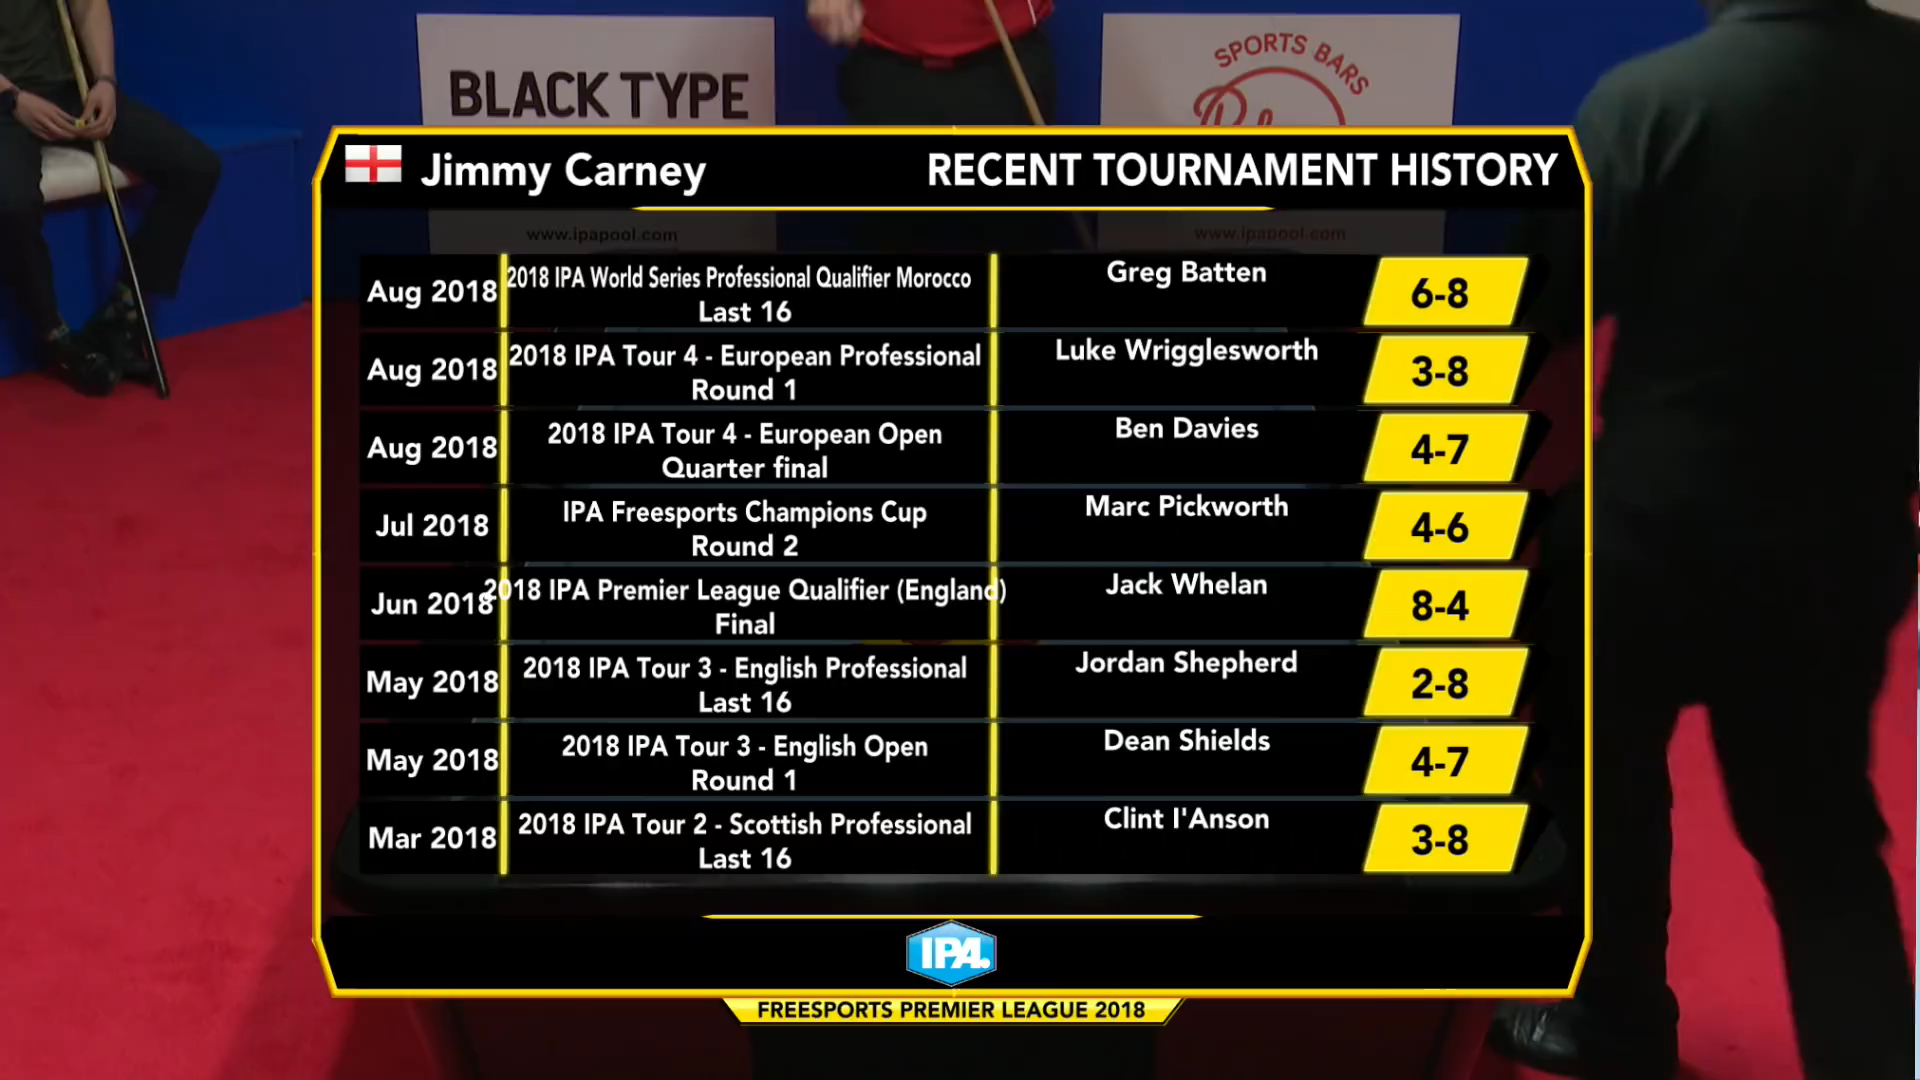 SPORTS BARS
BLACK TYPE
Jimmy Carney
RECENT TOURNAMENT HISTORY
www.ipapool.com
www.ipapool.com
Aug 2018
2018 IPA World Series Professional Qualifier Morocco
Last 16
Greg Batten
6-8
Aug 2018
2018 IPA Tour 4 - European Professional
Round 1
Luke Wrigglesworth
3-8
Aug 2018
2018 IPA Tour 4 - European Open
Quarter final
Ben Davies
4-7
Jul 2018
IPA Freesports Champions Cup
Round 2
Marc Pickworth
4-6
Jun 2018
2018 IPA Premier League Qualifier (England)
Final
Jack Whelan
8-4
May 2018
2018 IPA Tour 3 - English Professional
Last 16
Jordan Shepherd
2-8
May 2018
2018 IPA Tour 3 - English Open
Round 1
Dean Shields
4-7
Mar 2018
2018 IPA Tour 2 - Scottish Professional
Last 16
Clint I'Anson
3-8
IPA.
FREESPORTS PREMIER LEAGUE 2018